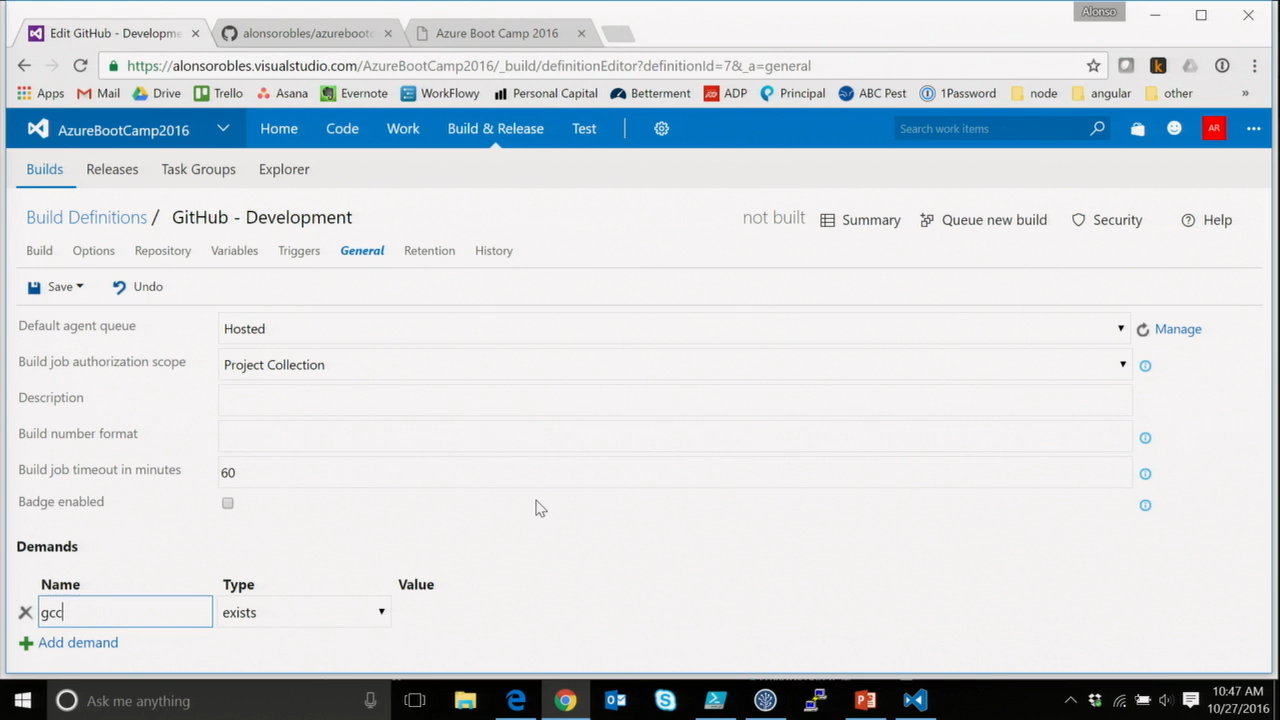 Alonso
Edit GitHub - Developme
alonsorobles/azurebootc
Azure Boot Camp 2016
https://alonsorobles.visualstudio.com/AzureBootCamp2016/_build/definitionEditor?definitionId=7&_a=general
Apps Mail Drive Trello Asana Evernote WorkFlowy Personal Capital Betterment ADP Principal ABC Pest 1Password node angular other »
AzureBootCamp2016 Home Code Work Build & Release Test Search work items AR
Builds Releases Task Groups Explorer
Build Definitions / GitHub - Development not built Summary Queue new build Security Help
Build Options Repository Variables Triggers General Retention History
Save Undo
Default agent queue Hosted Manage
Build job authorization scope Project Collection
Description
Build number format
Build job timeout in minutes 60
Badge enabled
Demands
Name Type Value
gcc exists
Add demand
Ask me anything
10:47 AM
10/27/2016